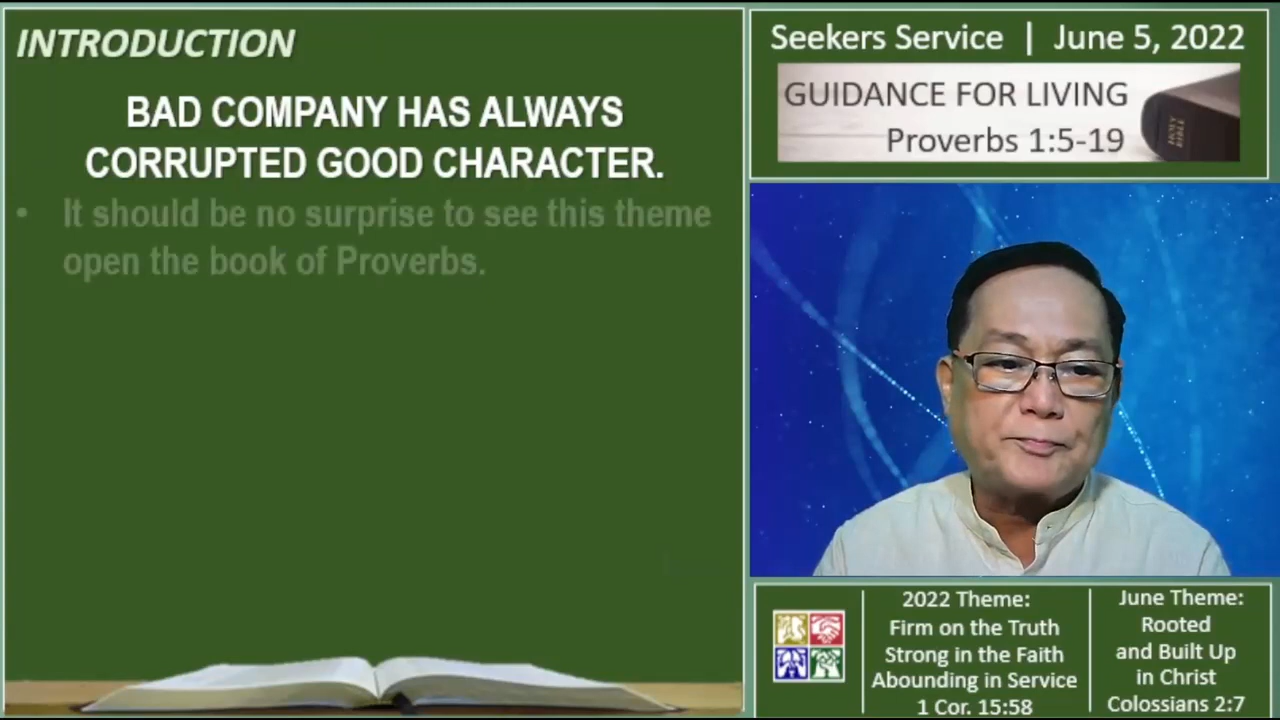 INTRODUCTION
BAD COMPANY HAS ALWAYS
CORRUPTED GOOD CHARACTER.
• It should be no surprise to see this theme
open the book of Proverbs.
Seekers Service | June 5, 2022
GUIDANCE FOR LIVING
Proverbs 1:5-19
HOLY
BIBLE
2022 Theme:
Firm on the Truth
Strong in the Faith
Abounding in Service
1 Cor. 15:58
June Theme:
Rooted
and Built Up
in Christ
Colossians 2:7